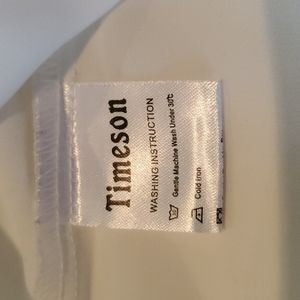 Timeson
WASHING INSTRUCTION
Gentle Machine Wash Under 30℃
Cold iron